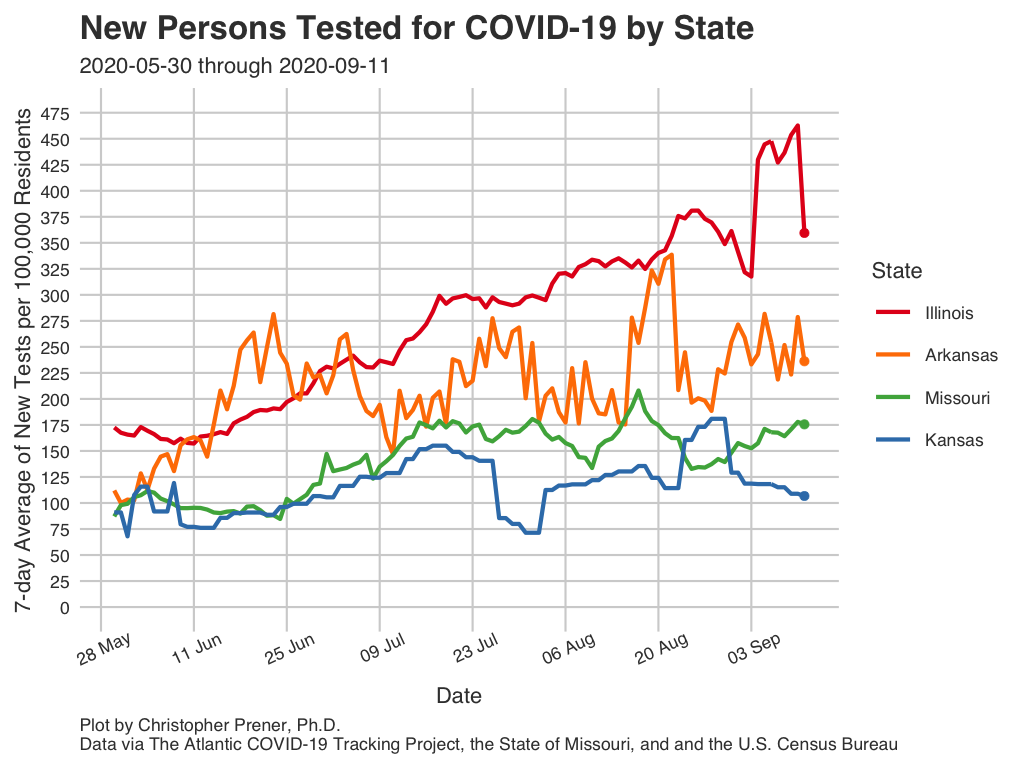 New Persons Tested for COVID-19 by State
2020-05-30 through 2020-09-11
7-day Average of New Tests per 100,000 Residents
475
450
425
400
375
350
325
300
275
250
225
200
175
150
125
100
75
50
25
0
28 May
11 Jun
25 Jun
09 Jul
23 Jul
06 Aug
20 Aug
03 Sep
Date
State
Illinois
Arkansas
Missouri
Kansas
Plot by Christopher Prener, Ph.D.
Data via The Atlantic COVID-19 Tracking Project, the State of Missouri, and and the U.S. Census Bureau